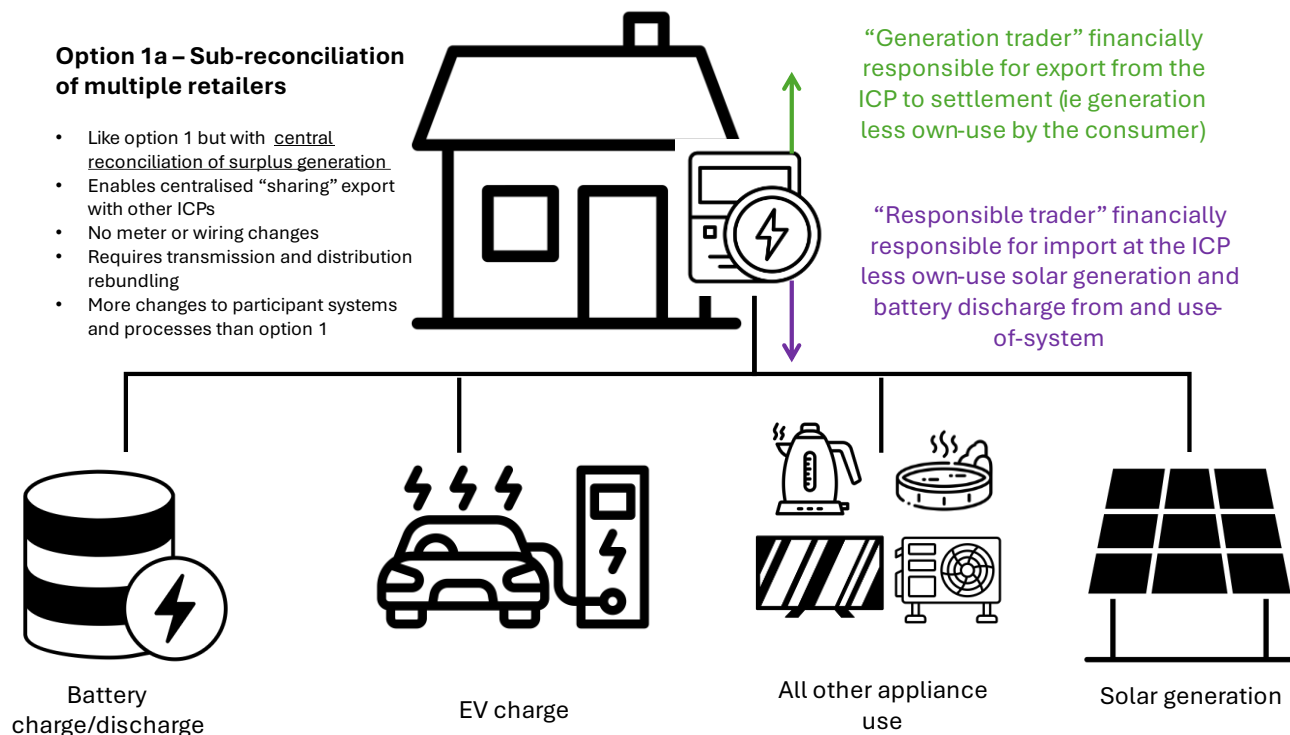 Option 1a – Sub-reconciliation
of multiple retailers
• Like option 1 but with central
reconciliation of surplus generation
• Enables centralised “sharing” export
with other ICPs
• No meter or wiring changes
• Requires transmission and distribution
rebundling
• More changes to participant systems
and processes than option 1
“Generation trader” financially
responsible for export from the
ICP to settlement (ie generation
less own-use by the consumer)
“Responsible trader” financially
responsible for import at the ICP
less own-use solar generation and
battery discharge from and use-
of-system
Battery
charge/discharge
EV charge
All other appliance
use
Solar generation